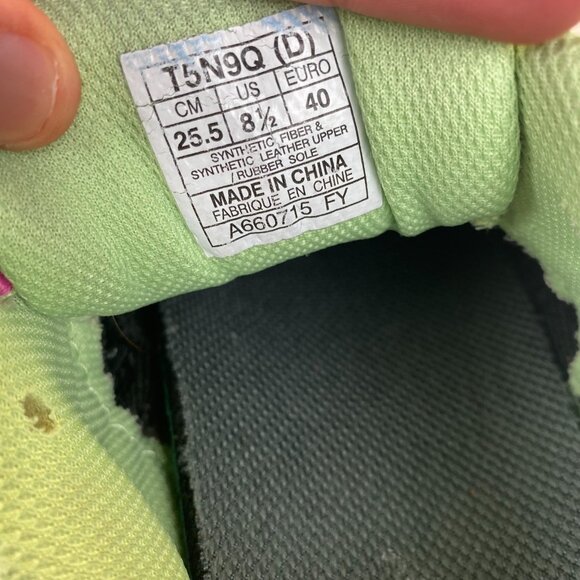 T5N9Q (D)
CM US EURO
25.5 8½ 40
SYNTHETIC FIBER &
SYNTHETIC LEATHER UPPER
/ RUBBER SOLE
MADE IN CHINA
FABRIQUE EN CHINE
A660715 FY